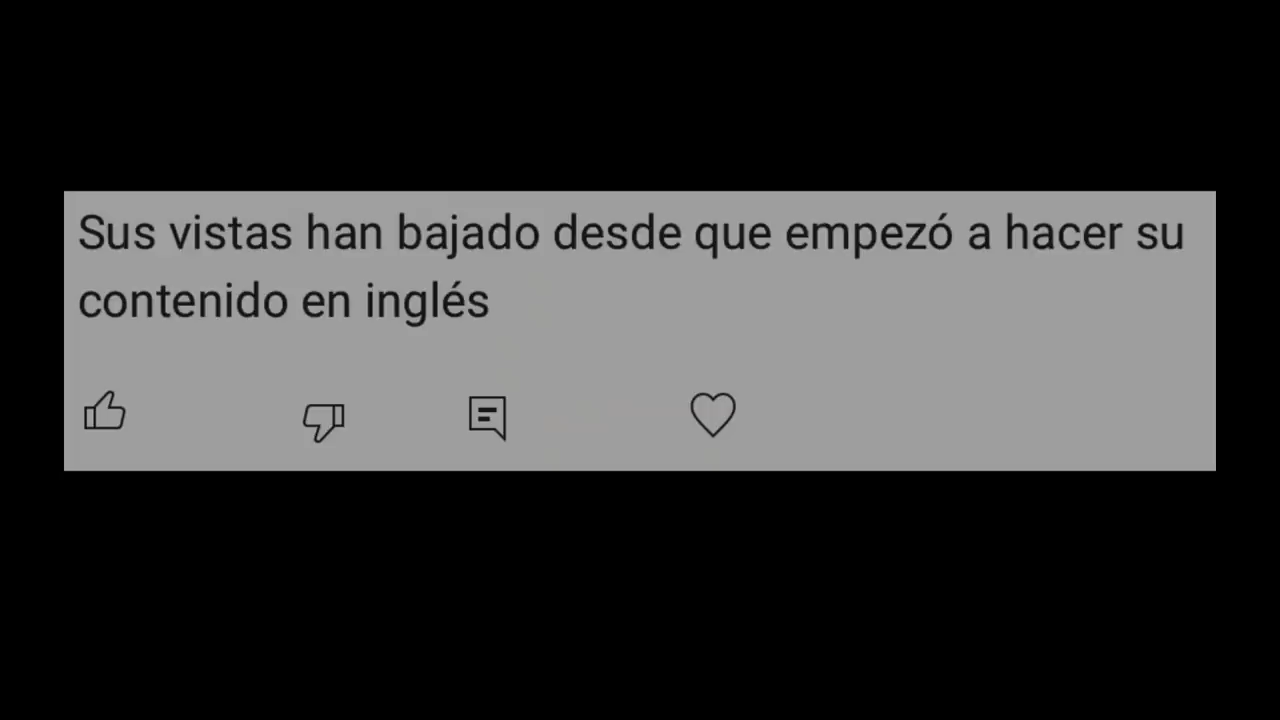 Sus vistas han bajado desde que empezó a hacer su
contenido en inglés